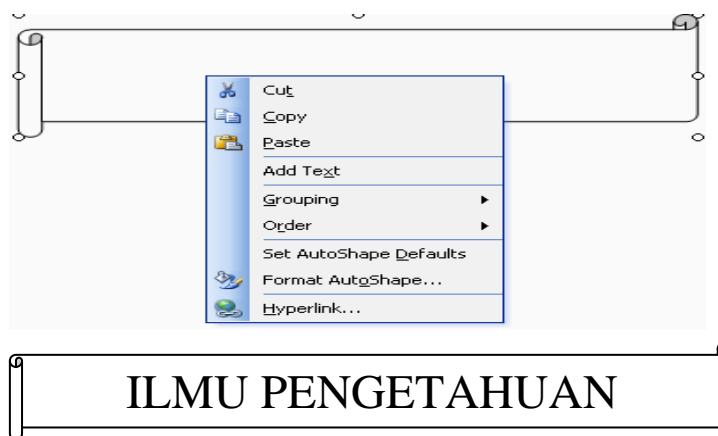 Cut
Copy
Paste
Add Text
Grouping
Order
Set AutoShape Defaults
Format AutoShape...
Hyperlink...
ILMU PENGETAHUAN